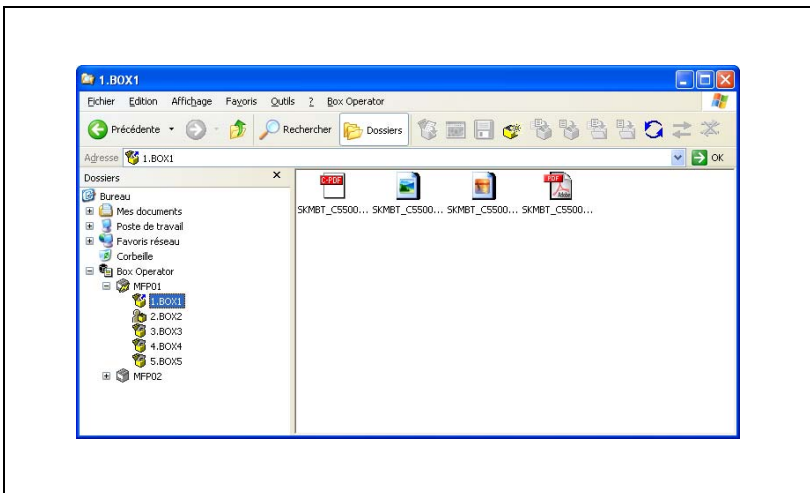 1.BOX1
Fichier Edition Affichage Favoris Outils ? Box Operator
Précédente Rechercher Dossiers
Adresse 1.BOX1 OK
Dossiers
Bureau
Mes documents
Poste de travail
Favoris réseau
Corbeille
Box Operator
MFP01
1.BOX1
2.BOX2
3.BOX3
4.BOX4
5.BOX5
MFP02
C-PDF PDF Adobe
SKMBT_C5500... SKMBT_C5500... SKMBT_C5500... SKMBT_C5500...